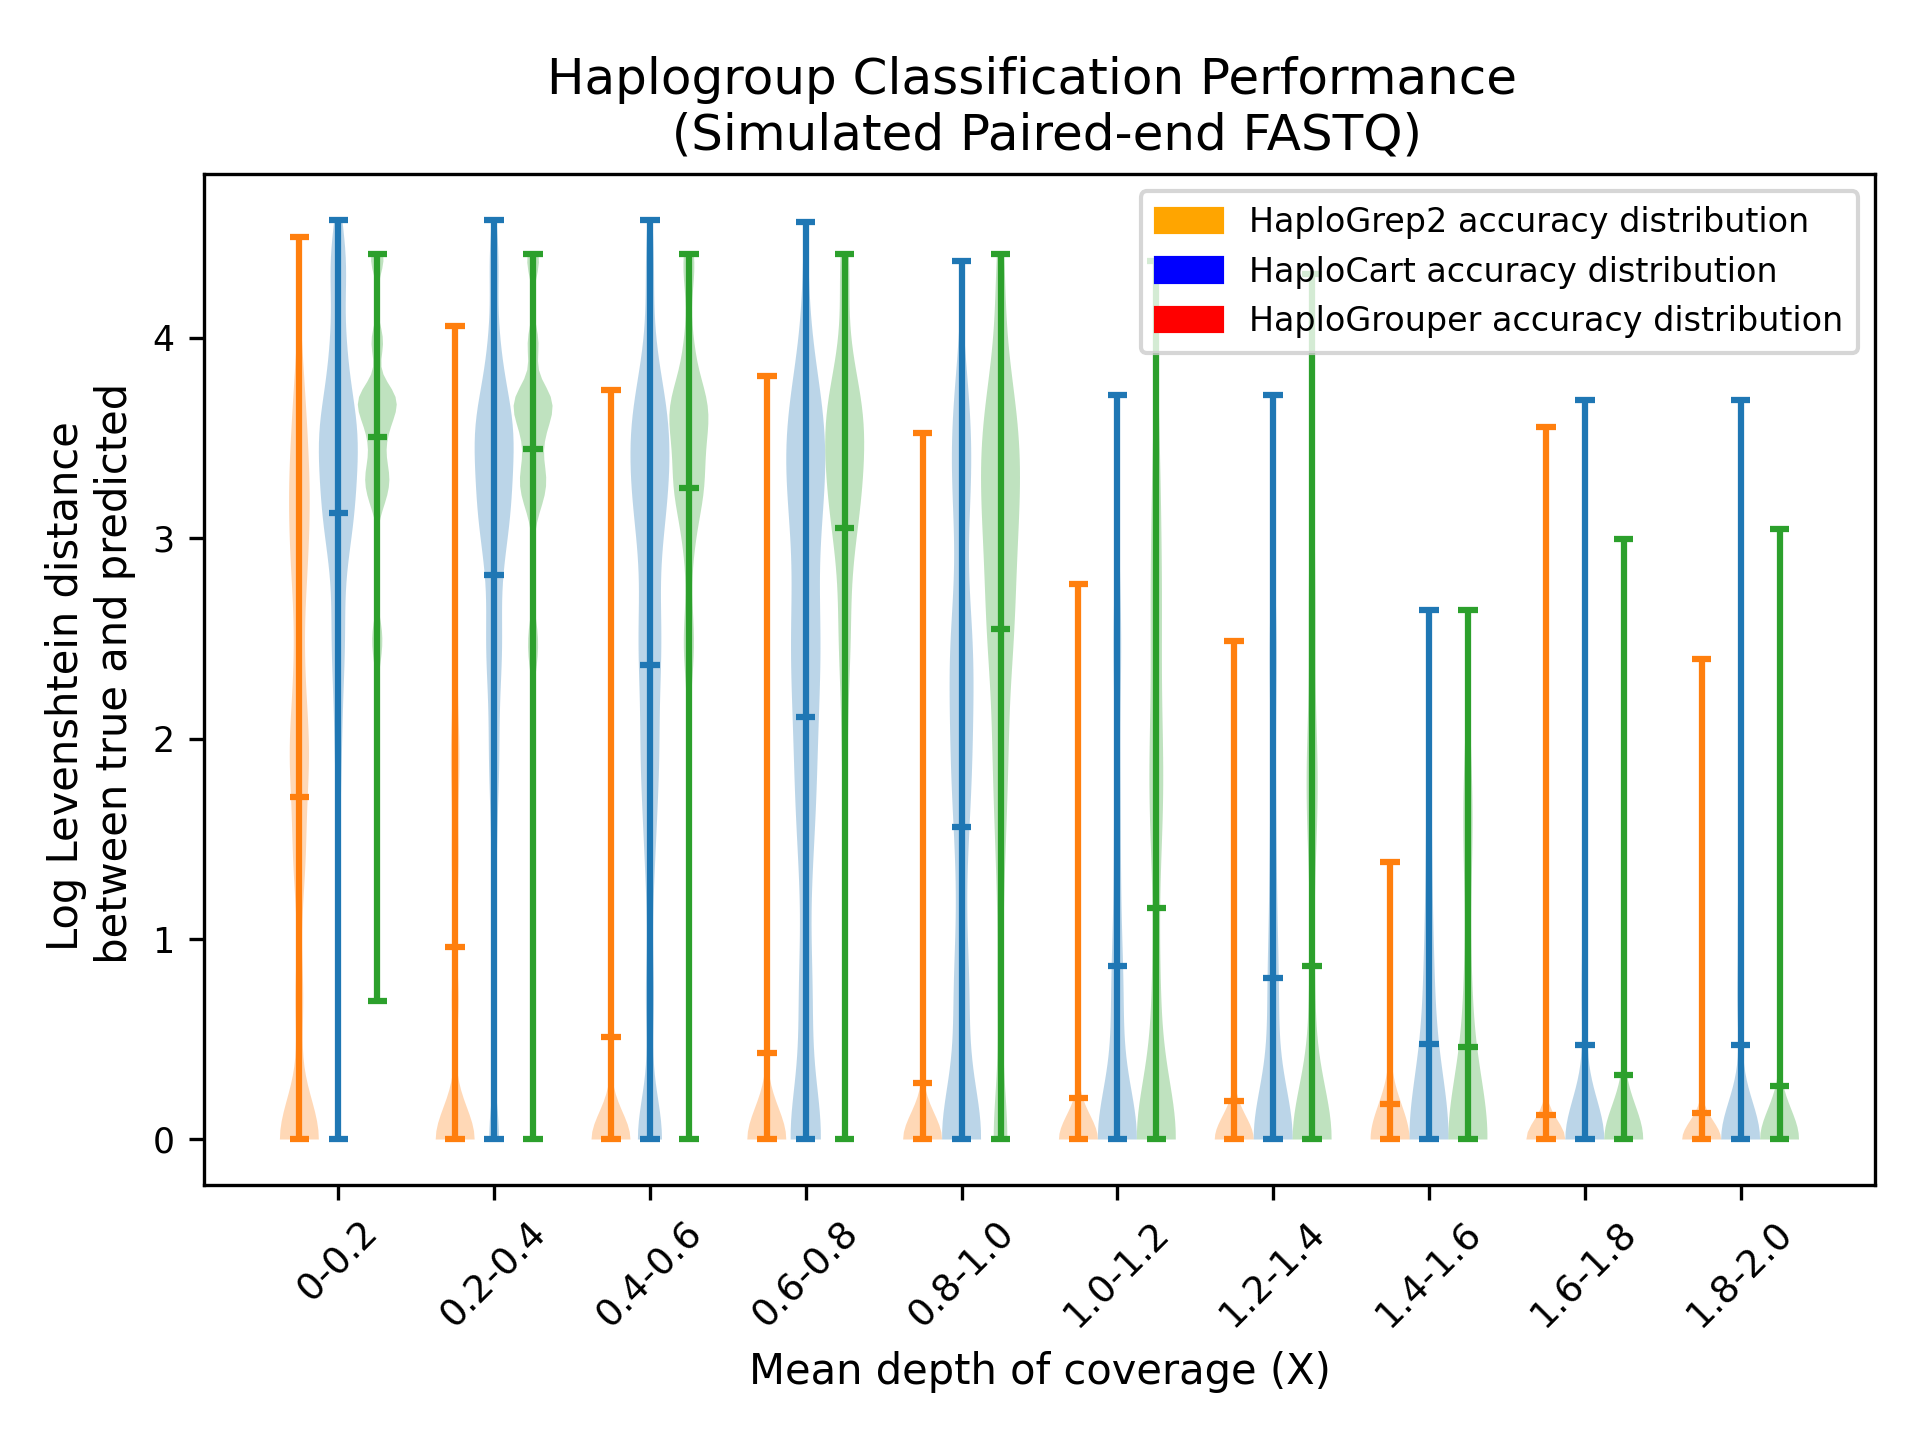 Haplogroup Classification Performance
(Simulated Paired-end FASTQ)
HaploGrep2 accuracy distribution
HaploCart accuracy distribution
HaploGrouper accuracy distribution
Log Levenshtein distance
between true and predicted
4
3
2
1
0
0-0.2
0.2-0.4
0.4-0.6
0.6-0.8
0.8-1.0
1.0-1.2
1.2-1.4
1.4-1.6
1.6-1.8
1.8-2.0
Mean depth of coverage (X)